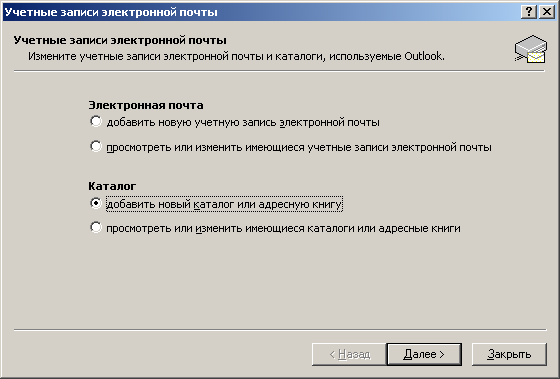 Учетные записи электронной почты
Учетные записи электронной почты
Измените учетные записи электронной почты и каталоги, используемые Outlook.
Электронная почта
добавить новую учетную запись электронной почты
просмотреть или изменить имеющиеся учетные записи электронной почты
Каталог
добавить новый каталог или адресную книгу
просмотреть или изменить имеющиеся каталоги или адресные книги
< Назад
Далее >
Закрыть